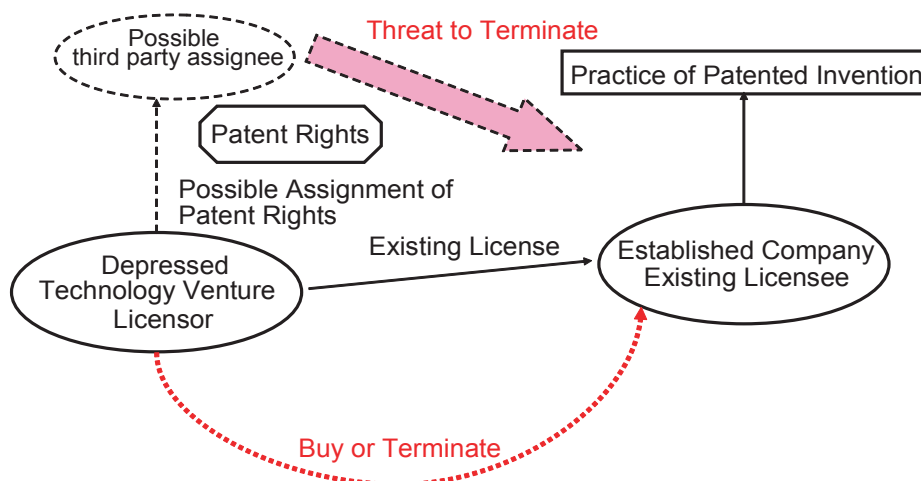 Possible
third party assignee
Threat to Terminate
Practice of Patented Invention
Patent Rights
Possible Assignment of
Patent Rights
Existing License
Depressed
Technology Venture
Licensor
Established Company
Existing Licensee
Buy or Terminate